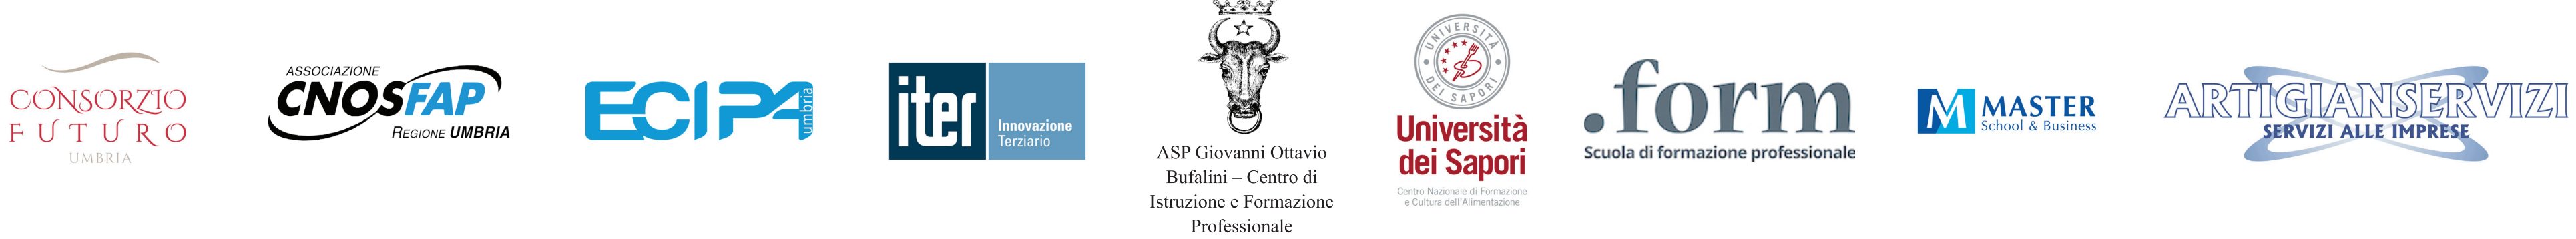 CONSORZIO
FUTURO
UMBRIA
ASSOCIAZIONE
CNOSFAP
REGIONE UMBRIA
ECIPA
umbria
iter
Innovazione
Terziario
ASP Giovanni Ottavio
Bufalini – Centro di
Istruzione e Formazione
Professionale
UNIVERSITÀ
DEI SAPORI
Università
dei Sapori
Centro Nazionale di Formazione
e Cultura dell'Alimentazione
.form
Scuola di formazione professionale
M MASTER
School & Business
ARTIGIANSERVIZI
SERVIZI ALLE IMPRESE